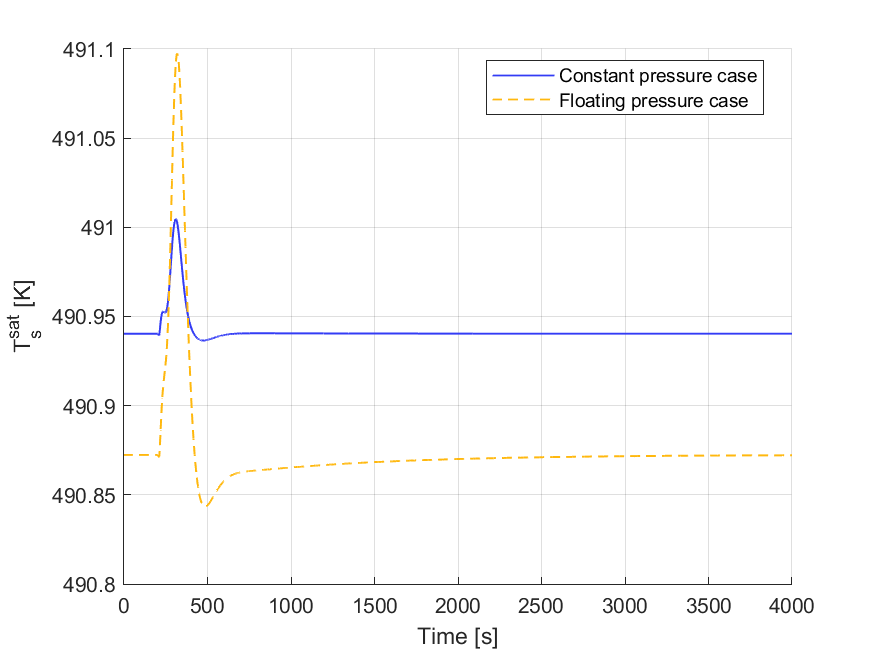 491.1
491.05
491
490.95
490.9
490.85
490.8
T_s^sat [K]
Constant pressure case
Floating pressure case
0 500 1000 1500 2000 2500 3000 3500 4000
Time [s]